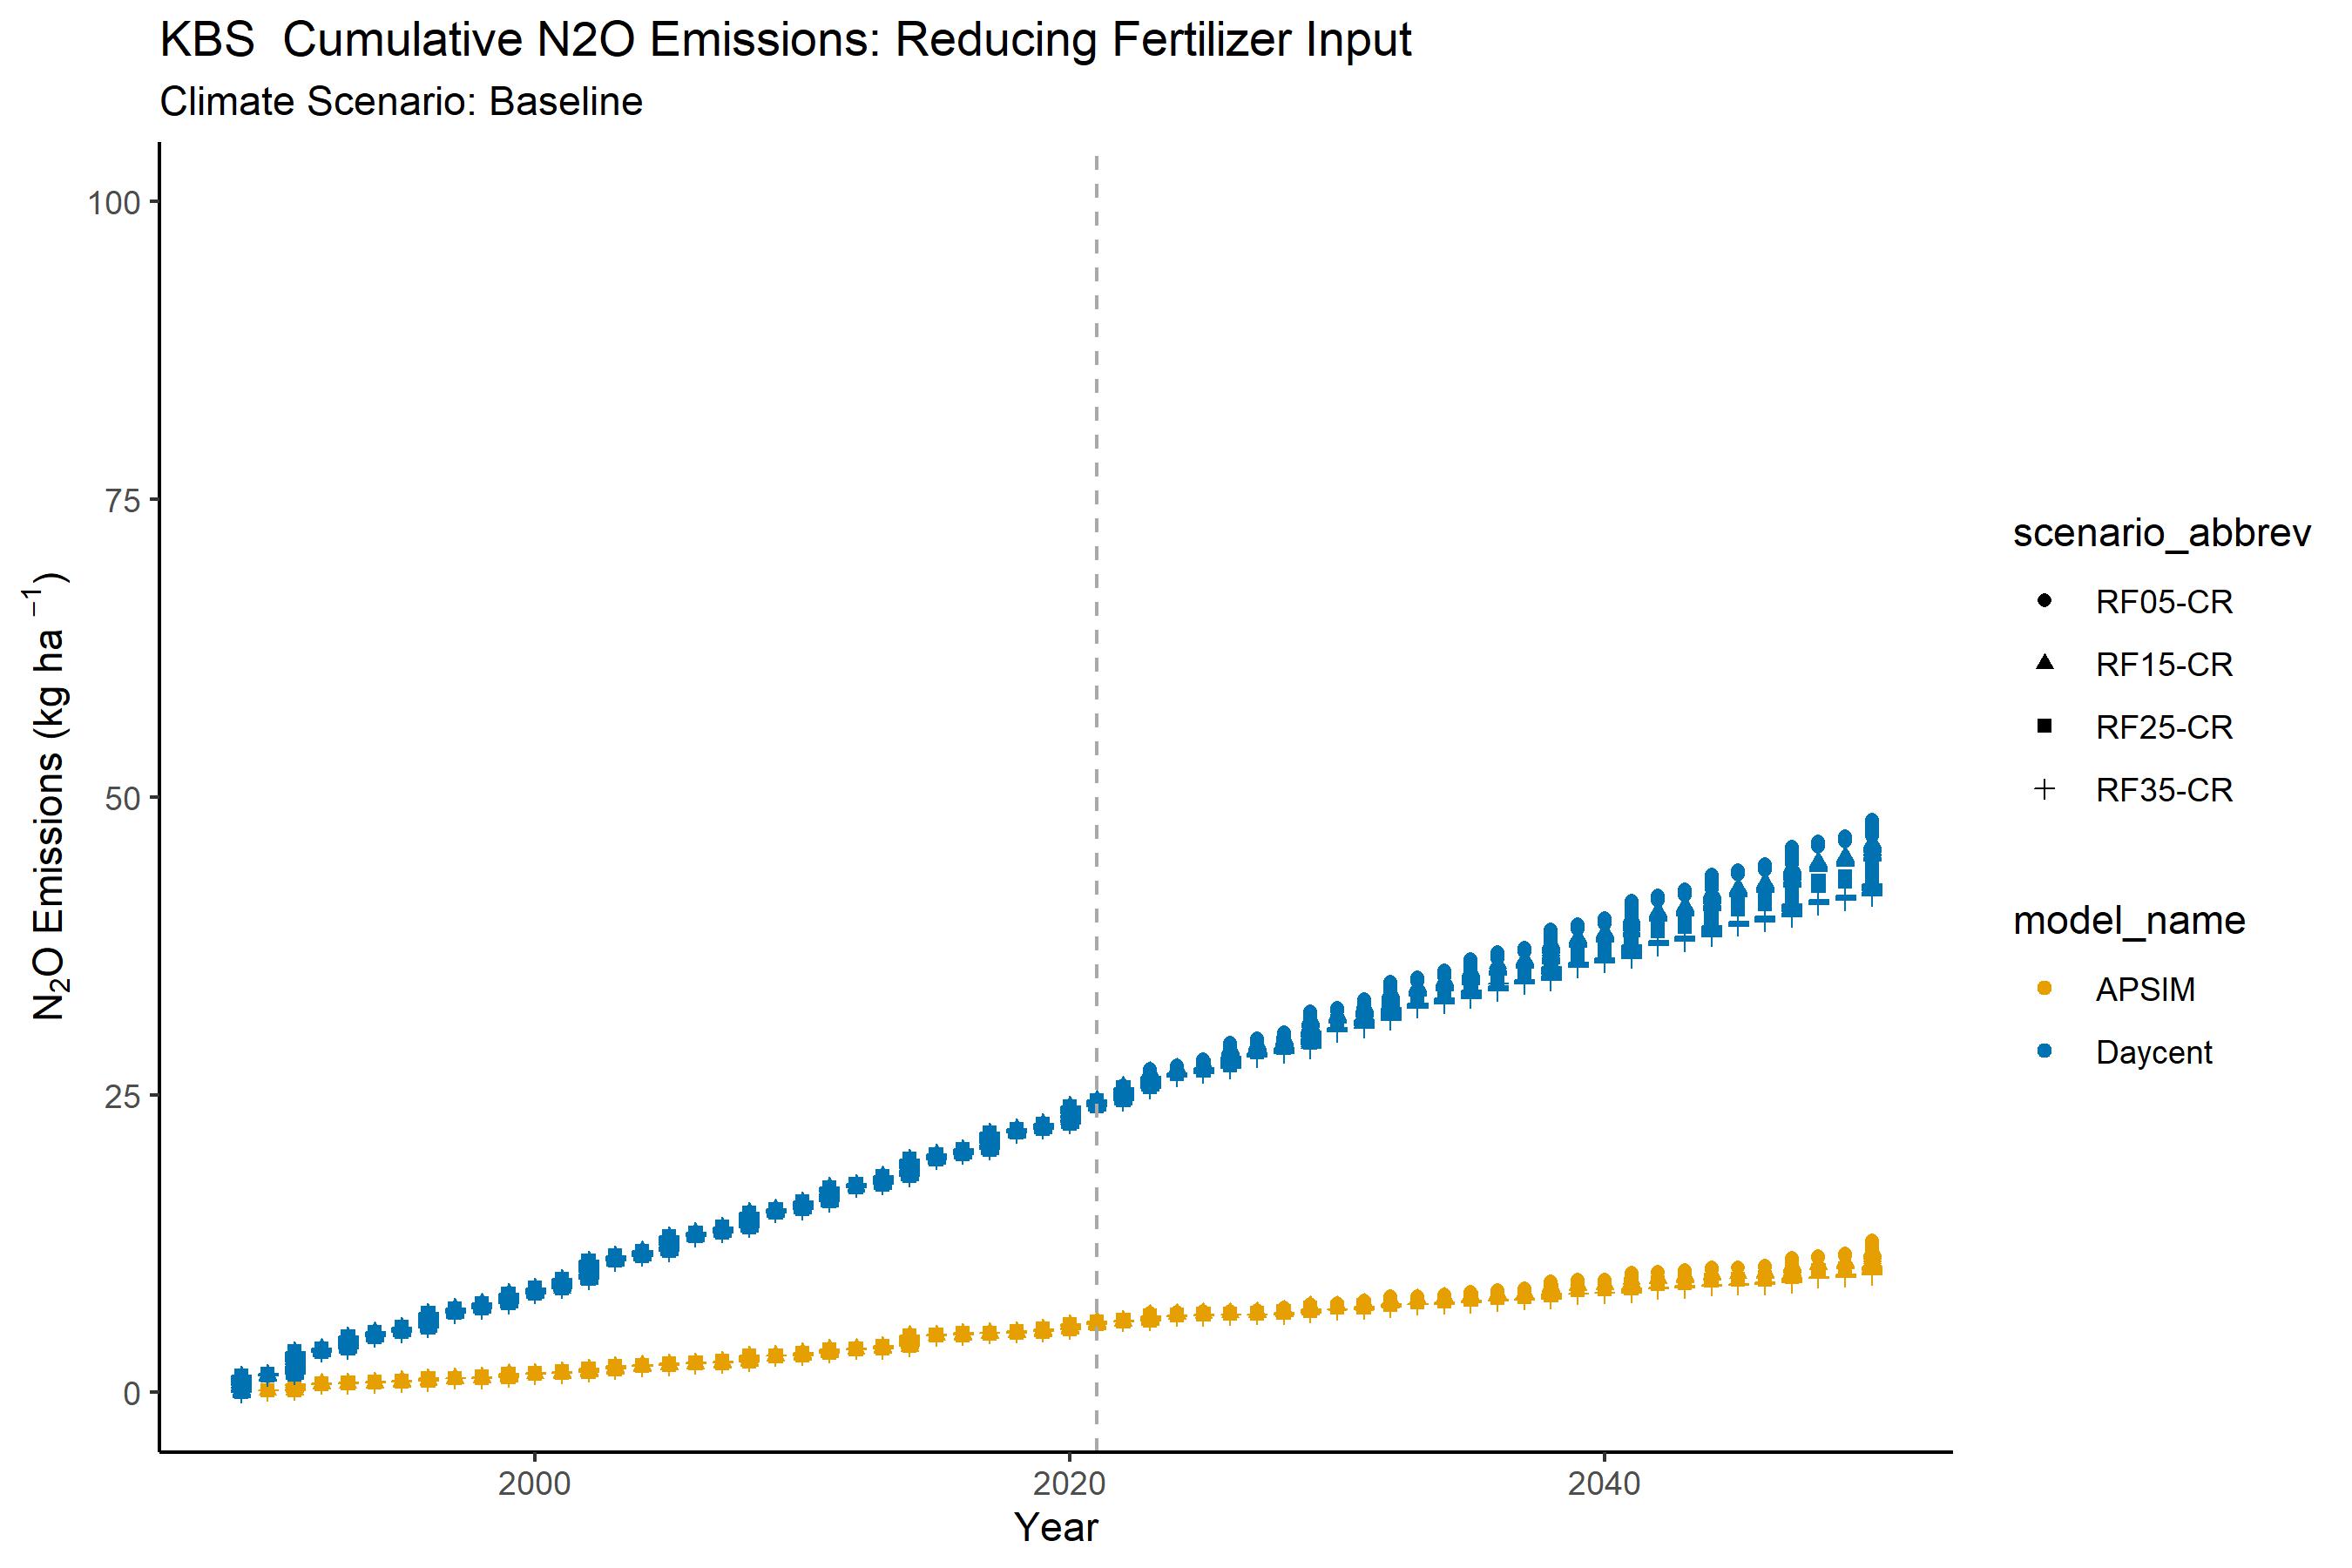 KBS  Cumulative N2O Emissions: Reducing Fertilizer Input
Climate Scenario: Baseline
N₂O Emissions (kg ha ⁻¹)
100
75
50
25
0
2000
2020
2040
Year
scenario_abbrev
RF05-CR
RF15-CR
RF25-CR
RF35-CR
model_name
APSIM
Daycent